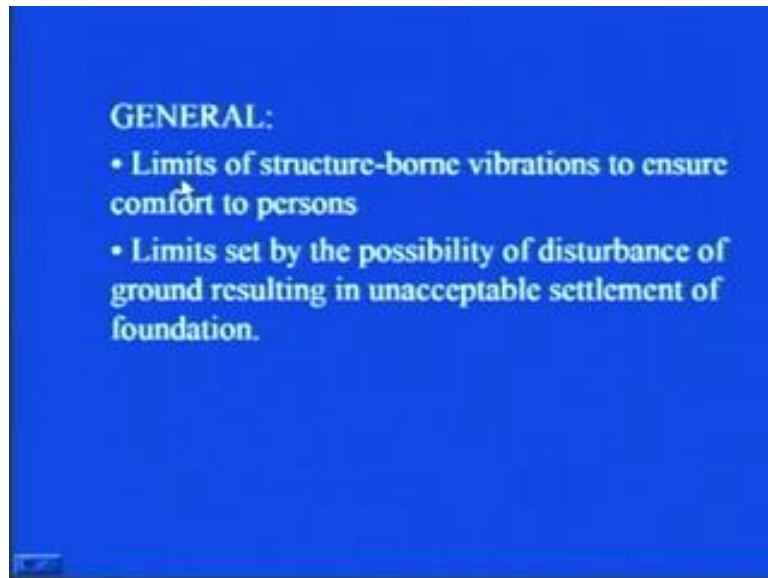 GENERAL:
• Limits of structure-borne vibrations to ensure
comfort to persons
• Limits set by the possibility of disturbance of
ground resulting in unacceptable settlement of
foundation.